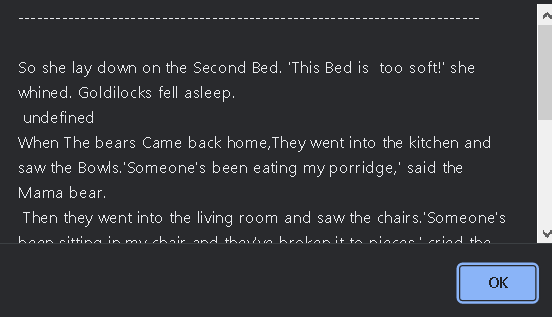 --------------------------------------------------------------------------
So she lay down on the Second Bed. 'This Bed is  too soft!' she
whined. Goldilocks fell asleep.
undefined
When The bears Came back home,They went into the kitchen and
saw the Bowls.'Someone's been eating my porridge,' said the
Mama bear.
Then they went into the living room and saw the chairs.'Someone's
been sitting in my chair and they've broken it to pieces,' cried the
OK